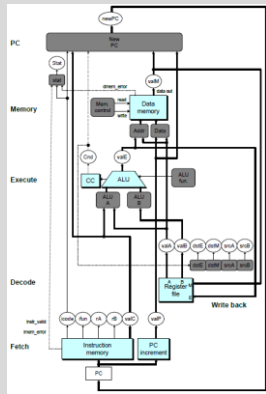 newPC
PC
New
PC
Stat
stat
valM
data out
dmem_error
Memory
Mem.
control
read
write
Data
memory
Addr
Data
Cnd
valE
Execute
CC
ALU
ALU
fun.
ALU
A
ALU
B
valA
valB
dstE
dstM
srcA
srcB
dstE
dstM
srcA
srcB
Decode
A
B
M
E
Register
file
Write back
instr_valid
imem_error
icode
ifun
rA
rB
valC
valP
Fetch
Instruction
memory
PC
increment
PC